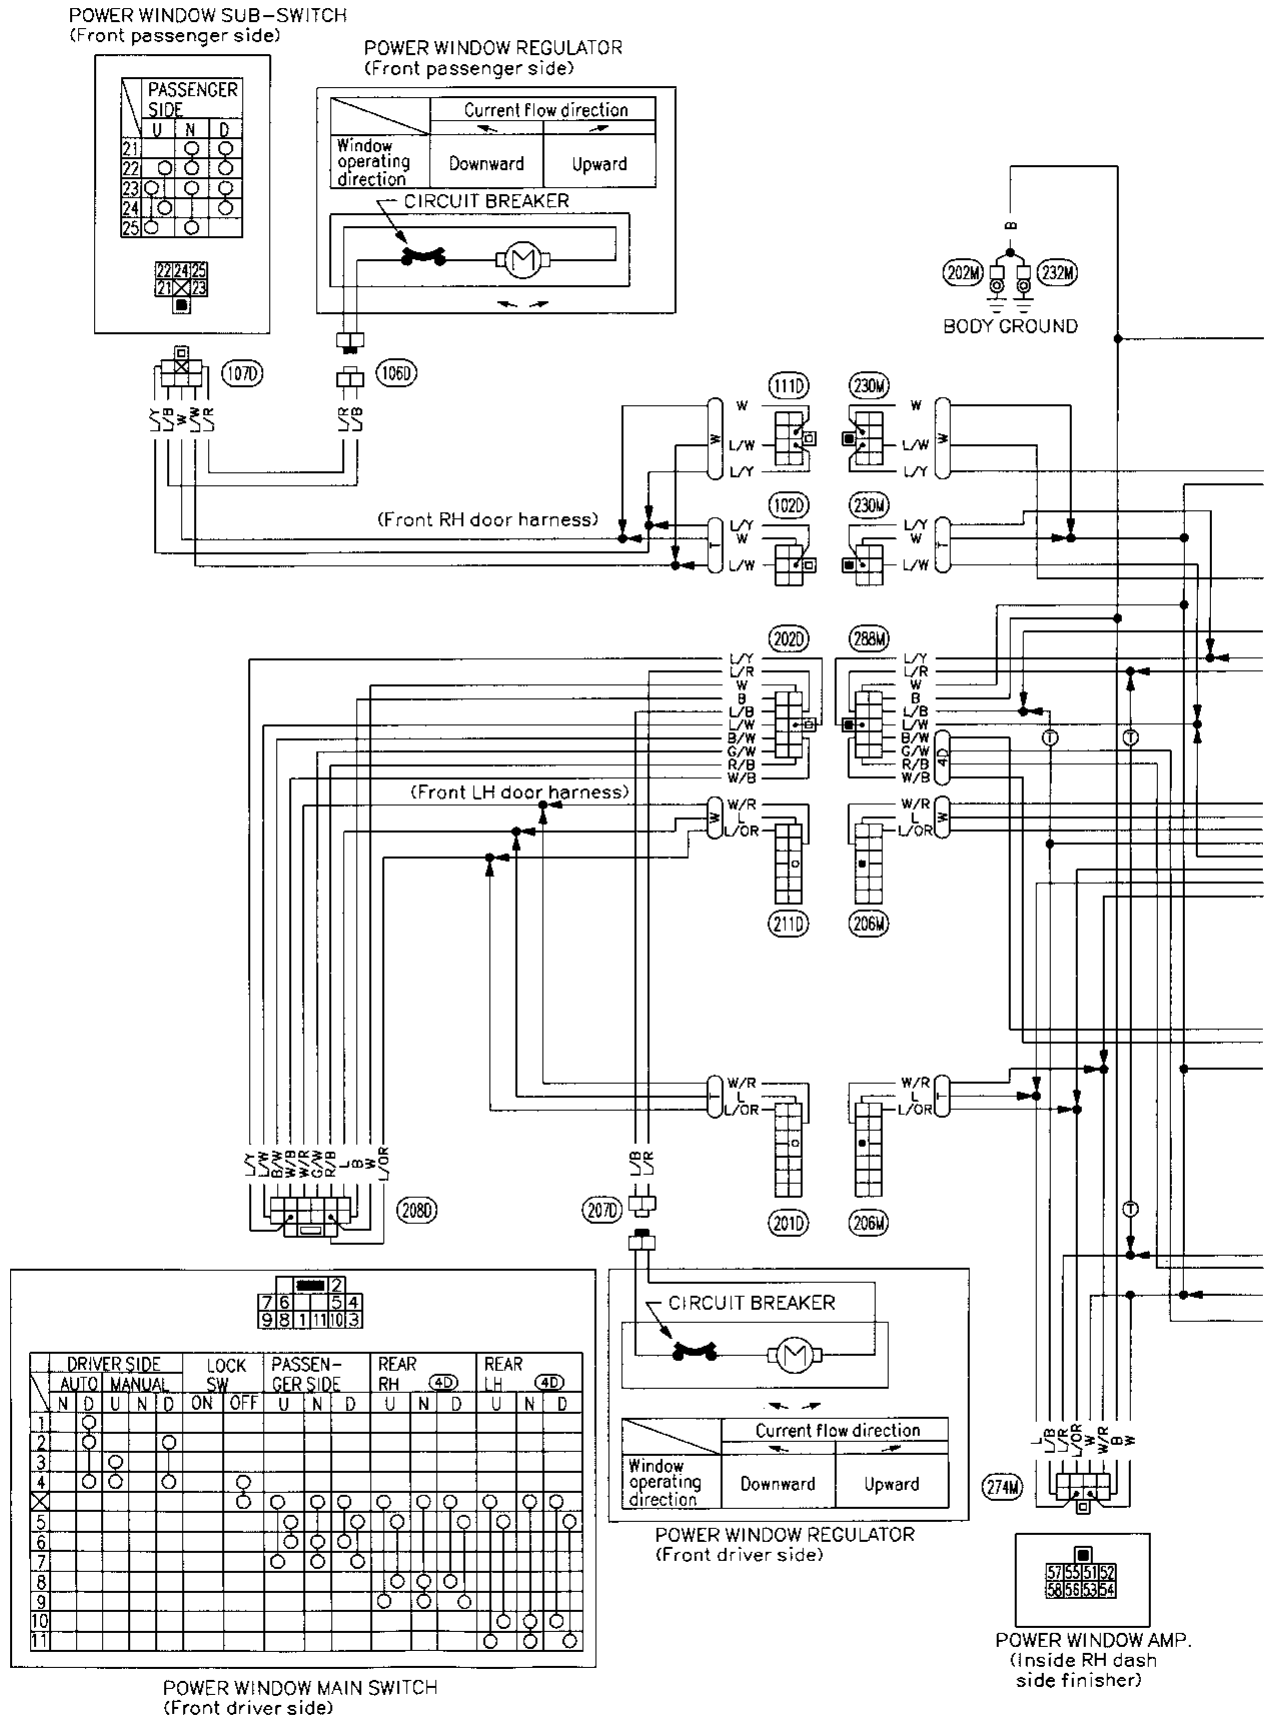 POWER WINDOW SUB-SWITCH
(Front passenger side)
PASSENGER
SIDE
U N D
21
22
23
24
25
22 24 25
21 23
107D
L/Y L/B W L/W L/R
POWER WINDOW REGULATOR
(Front passenger side)
Current flow direction
Window
operating
direction
Downward
Upward
CIRCUIT BREAKER
M
106D
L/R L/B
B
202M
232M
BODY GROUND
111D
230M
W
W
L/W
L/Y
W
L/W
L/Y
W
(Front RH door harness)
102D
230M
T
L/Y
W
L/W
L/Y
W
L/W
T
202D
288M
L/Y
L/R
W
B
L/B
L/W
B/W
G/W
R/B
W/B
L/Y
L/R
W
B
L/B
L/W
B/W
G/W
R/B
W/B
4D
T
T
(Front LH door harness)
W
W/R
L
L/OR
W/R
L
L/OR
W
211D
206M
T
W/R
L
L/OR
W/R
L
L/OR
T
201D
206M
T
L/Y L/W B/W W/B W/R G/W R/B L B W L/OR
208D
L/B L/R
207D
2
7 6 5 4
9 8 1 11 10 3
DRIVER SIDE
LOCK
SW
PASSEN-
GER SIDE
REAR
RH
4D
REAR
LH
4D
AUTO MANUAL
N D U N D ON OFF U N D U N D U N D
1
2
3
4
5
6
7
8
9
10
11
POWER WINDOW MAIN SWITCH
(Front driver side)
CIRCUIT BREAKER
M
Current flow direction
Window
operating
direction
Downward
Upward
POWER WINDOW REGULATOR
(Front driver side)
L L/B L/R L/OR W W/R B W
274M
57 55 51 52
58 56 53 54
POWER WINDOW AMP.
(Inside RH dash
side finisher)